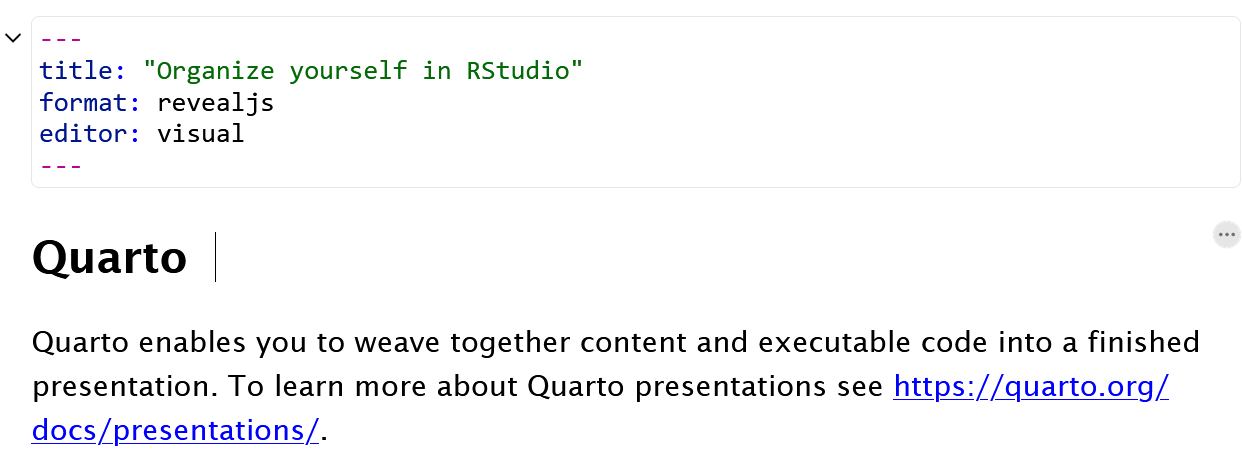 ---
title: "Organize yourself in RStudio"
format: revealjs
editor: visual
---
Quarto
Quarto enables you to weave together content and executable code into a finished
presentation. To learn more about Quarto presentations see https://quarto.org/
docs/presentations/.